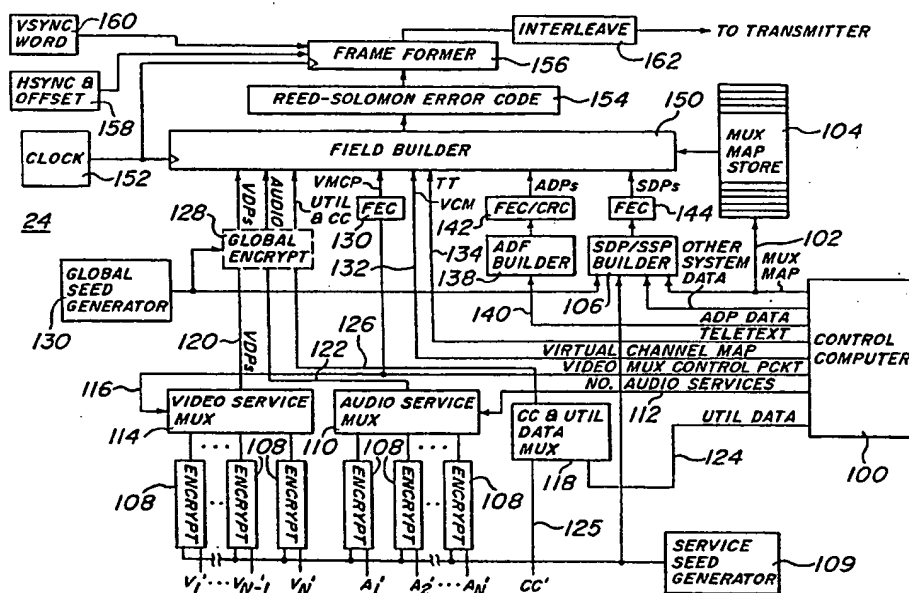 VSYNC
WORD
160
INTERLEAVE
TO TRANSMITTER
162
FRAME FORMER
156
HSYNC &
OFFSET
158
REED-SOLOMON ERROR CODE
154
150
104
MUX
MAP
STORE
CLOCK
152
FIELD BUILDER
24
VDPs
AUDIO
UTIL
& CC
VMCP
TT
VCM
ADPs
SDPs
128
GLOBAL
ENCRYPT
FEC
130
132
134
142
FEC/CRC
FEC
144
138
ADF
BUILDER
SDP/SSP
BUILDER
106
102
OTHER
SYSTEM
DATA
MUX
MAP
GLOBAL
SEED
GENERATOR
130
120
VDPs
126
122
140
ADP DATA
TELETEXT
VIRTUAL CHANNEL MAP
VIDEO MUX CONTROL PCKT
NO. AUDIO SERVICES
112
CONTROL
COMPUTER
100
116
VIDEO SERVICE
MUX
114
AUDIO SERVICE
MUX
110
CC & UTIL
DATA
MUX
118
UTIL DATA
124
108
ENCRYPT
...
ENCRYPT
108
ENCRYPT
108
...
ENCRYPT
108
ENCRYPT
...
ENCRYPT
108
125
SERVICE
SEED
GENERATOR
109
V1' ... VN-1' VN' A1' A2' ... AN' CC'